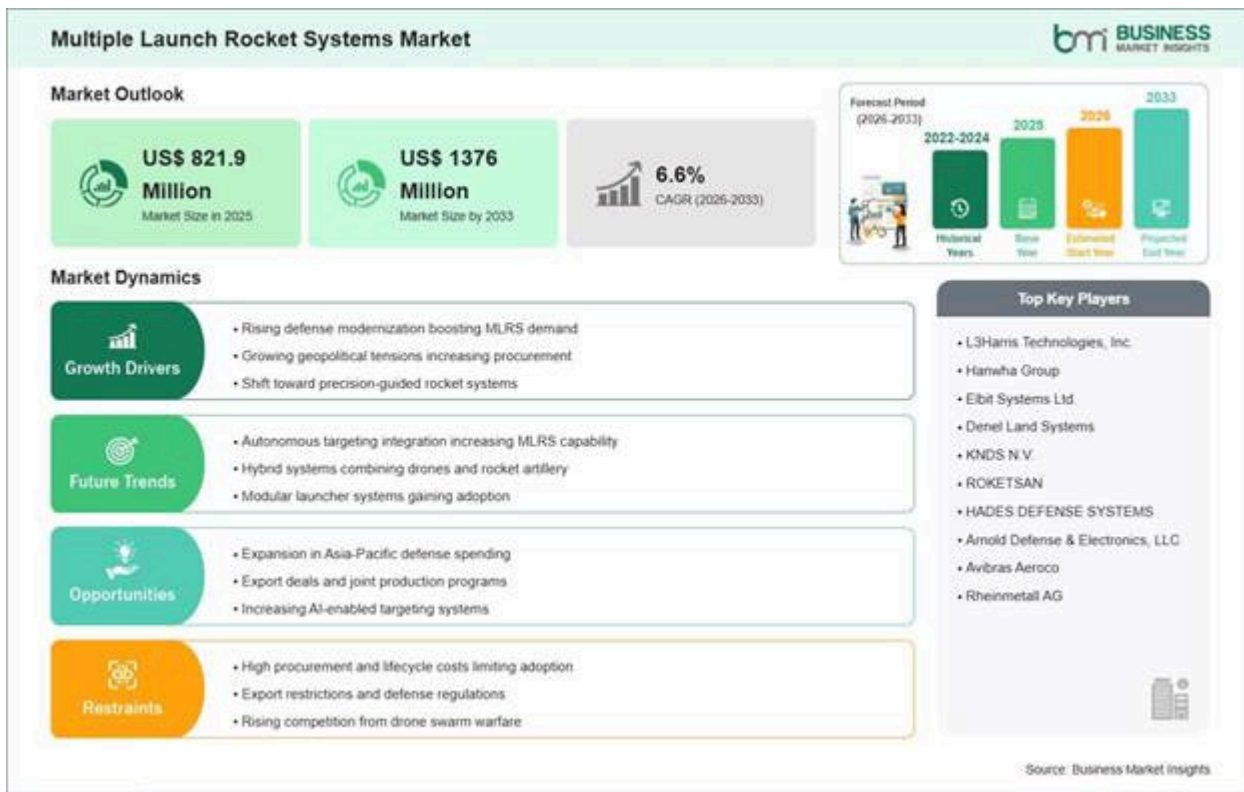 Multiple Launch Rocket Systems Market
bmi BUSINESS
MARKET INSIGHTS
Market Outlook
US$ 821.9
Million
Market Size in 2025
US$ 1376
Million
Market Size by 2033
6.6%
CAGR (2026-2033)
Forecast Period
(2026-2033)
2022-2024
2025
2026
2033
Historical
Years
Base
Year
Estimated
Start Year
Projected
End Year
Market Dynamics
Growth Drivers
• Rising defense modernization boosting MLRS demand
• Growing geopolitical tensions increasing procurement
• Shift toward precision-guided rocket systems
Future Trends
• Autonomous targeting integration increasing MLRS capability
• Hybrid systems combining drones and rocket artillery
• Modular launcher systems gaining adoption
Opportunities
• Expansion in Asia-Pacific defense spending
• Export deals and joint production programs
• Increasing AI-enabled targeting systems
Restraints
• High procurement and lifecycle costs limiting adoption
• Export restrictions and defense regulations
• Rising competition from drone swarm warfare
Top Key Players
• L3Harris Technologies, Inc
• Hanwha Group
• Elbit Systems Ltd
• Denel Land Systems
• KNDS N.V
• ROKETSAN
• HADES DEFENSE SYSTEMS
• Arnold Defense & Electronics, LLC
• Avibras Aeroco
• Rheinmetall AG
Source: Business Market Insights